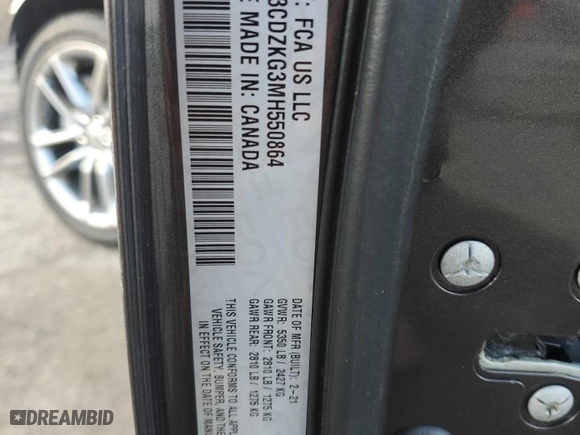 : FCA US LLC
E MADE IN: CANADA
3CDZKG3MH550864
DATE OF MFR (BUILT): 2-21
GVWR: 5350 LB / 2427 KG
GAWR FRONT: 2810 LB / 1275 KG
GAWR REAR: 2810 LB / 1275 KG
THIS VEHICLE CONFORMS TO ALL APPL
VEHICLE SAFETY, BUMPER, AND THE
IN EFFECT ON THE DATE OF MANU
DREAMBID